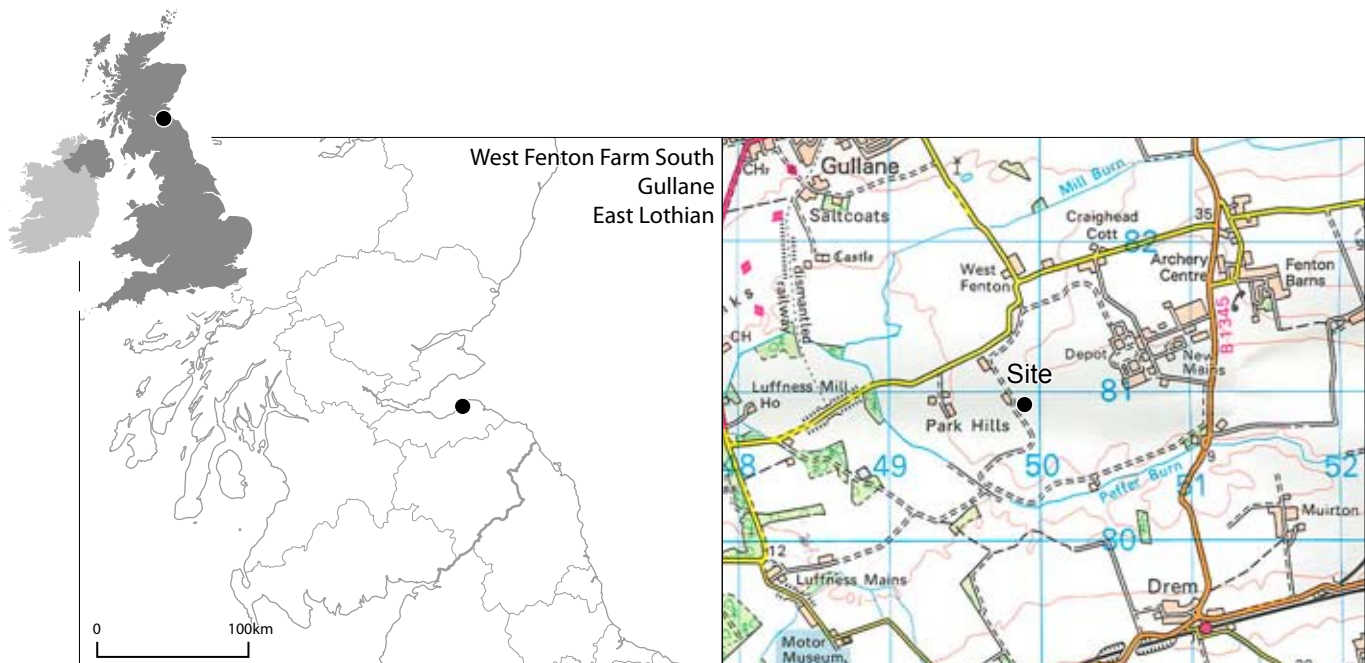 West Fenton Farm South
Gullane
East Lothian
0
100km
CH
Gullane
Mill Burn
Saltcoats
Castle
Craighead
Cott
35
82
West
Fenton
Archery
Centre
Fenton
Barns
dismantled
railway
ks
CH
B 1345
Depot
New
Mains
Site
81
Luffness Mill
Ho
Park Hills
48
49
50
51
52
9
Peffer Burn
Muirton
80
12
Luffness Mains
Drem
Motor
Museum,